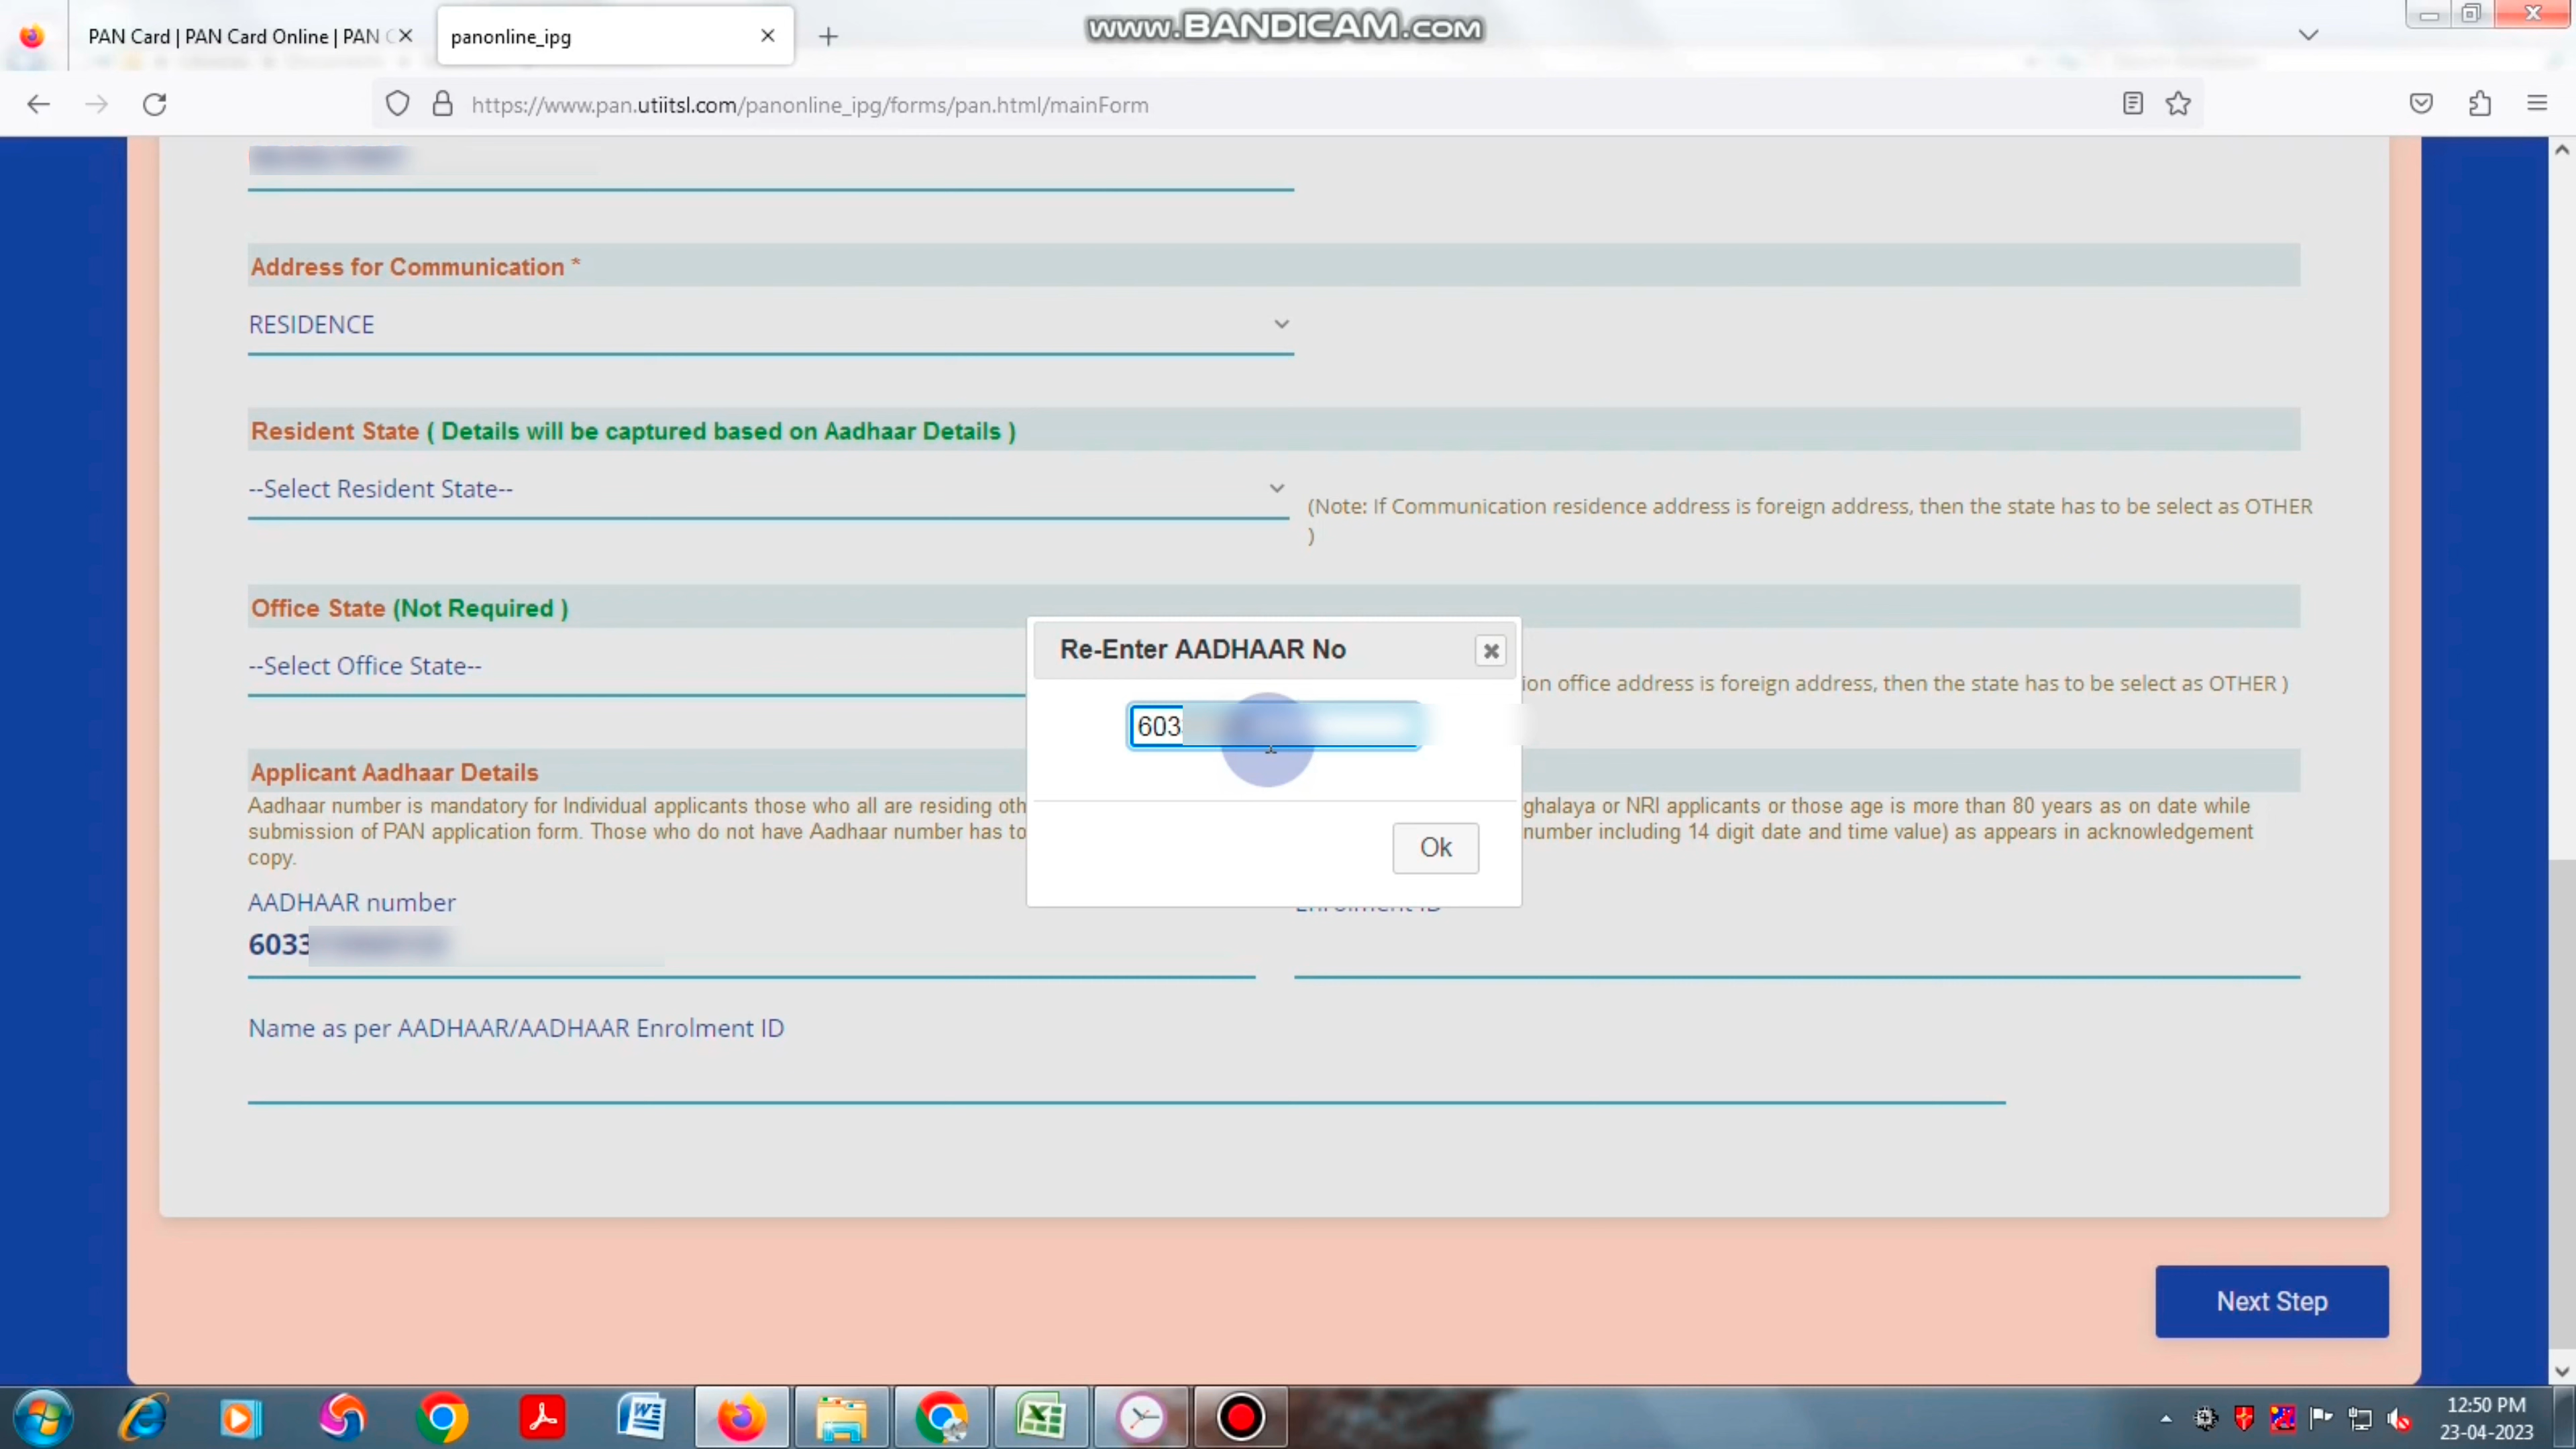 PAN Card | PAN Card Online | PAN C
panonline_ipg
www.BANDICAM.com
https://www.pan.utiitsl.com/panonline_ipg/forms/pan.html/mainForm
Address for Communication *
RESIDENCE
Resident State ( Details will be captured based on Aadhaar Details )
--Select Resident State--
(Note: If Communication residence address is foreign address, then the state has to be select as OTHER
)
Office State (Not Required )
--Select Office State--
ion office address is foreign address, then the state has to be select as OTHER )
Re-Enter AADHAAR No
603
Ok
Applicant Aadhaar Details
Aadhaar number is mandatory for Individual applicants those who all are residing oth ghalaya or NRI applicants or those age is more than 80 years as on date while
submission of PAN application form. Those who do not have Aadhaar number has to number including 14 digit date and time value) as appears in acknowledgement
copy.
AADHAAR number
6033
Name as per AADHAAR/AADHAAR Enrolment ID
Next Step
12:50 PM
23-04-2023